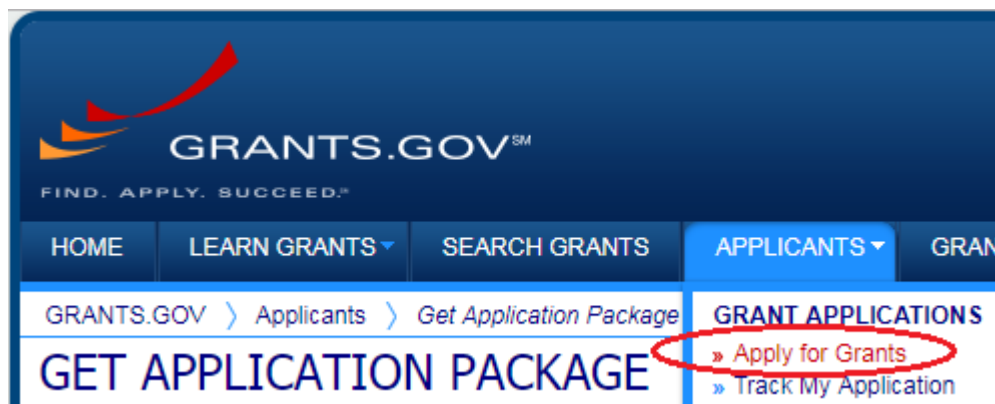 GRANTS.GOV℠
FIND. APPLY. SUCCEED.℠
HOME LEARN GRANTS SEARCH GRANTS APPLICANTS GRAN
GRANTS.GOV 〉 Applicants 〉 Get Application Package
GET APPLICATION PACKAGE
GRANT APPLICATIONS
» Apply for Grants
» Track My Application